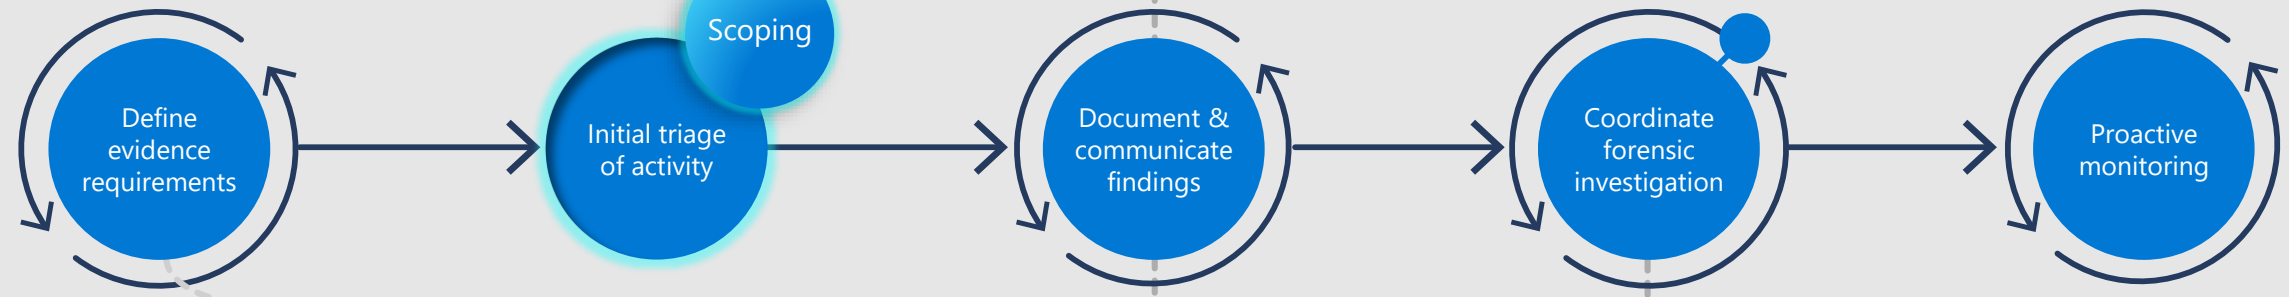 Scoping
Define
evidence
requirements
Initial triage
of activity
Document &
communicate
findings
Coordinate
forensic
investigation
Proactive
monitoring